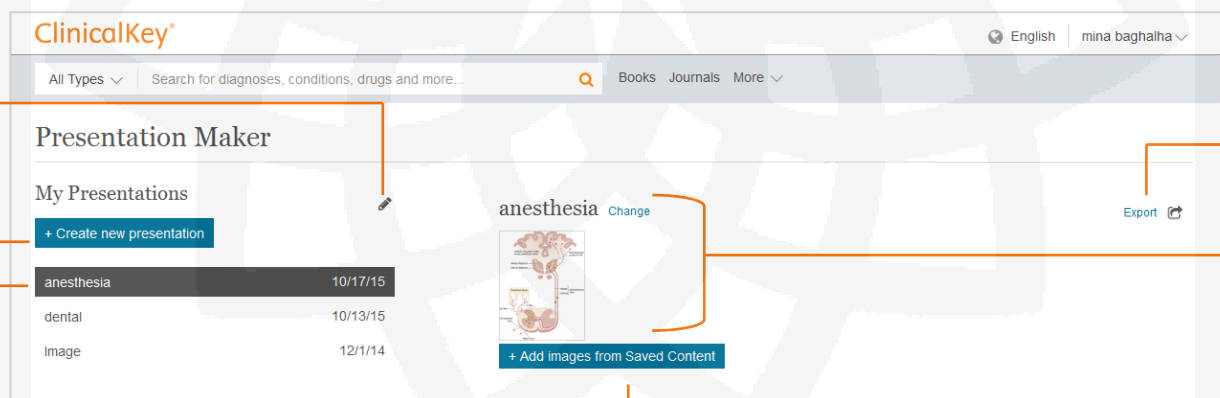 ClinicalKey®
English mina baghalha
All Types Search for diagnoses, conditions, drugs and more... Books Journals More
Presentation Maker
My Presentations
anesthesia Change
Export
+ Create new presentation
anesthesia 10/17/15
dental 10/13/15
Image 12/1/14
+ Add images from Saved Content